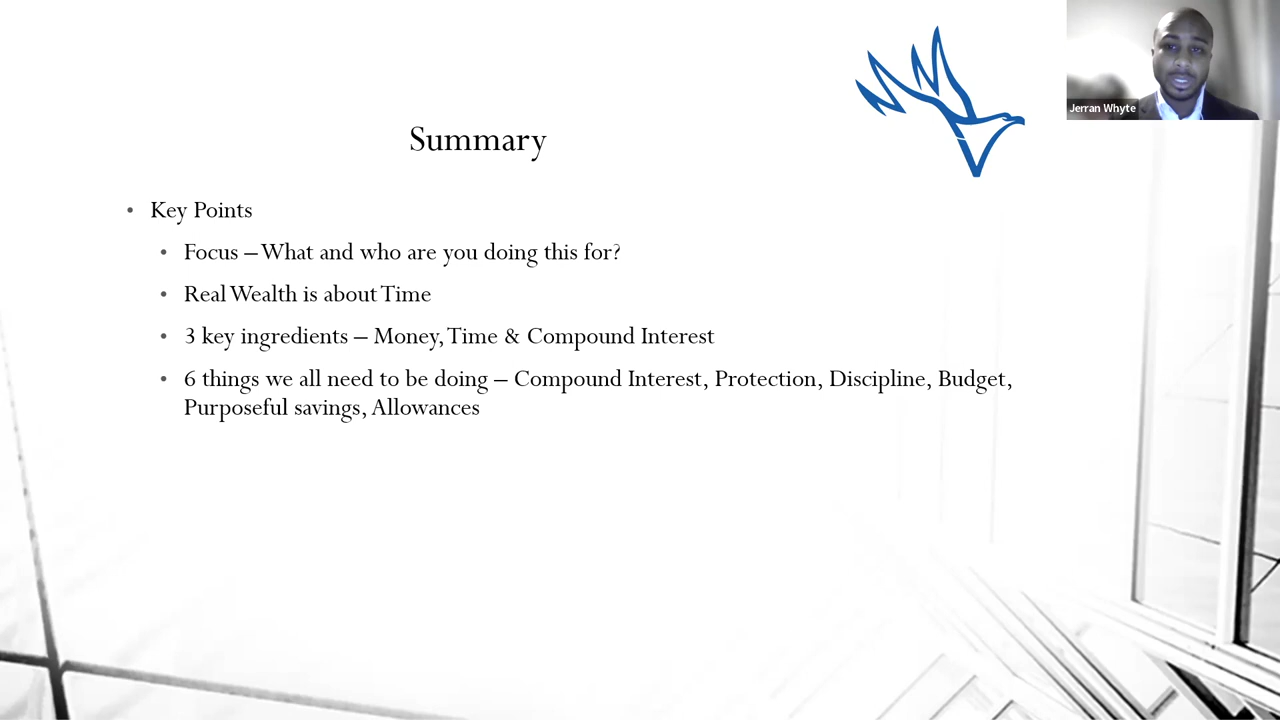 Jerran Whyte
Summary
• Key Points
• Focus – What and who are you doing this for?
• Real Wealth is about Time
• 3 key ingredients – Money, Time & Compound Interest
• 6 things we all need to be doing – Compound Interest, Protection, Discipline, Budget,
Purposeful savings, Allowances